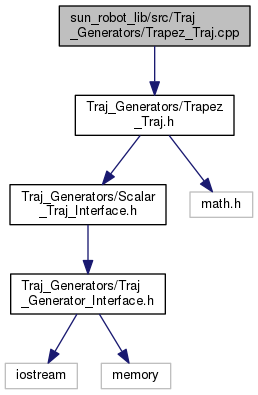 sun_robot_lib/src/Traj
_Generators/Trapez_Traj.cpp
Traj_Generators/Trapez
_Traj.h
Traj_Generators/Scalar
_Traj_Interface.h
math.h
Traj_Generators/Traj
_Generator_Interface.h
iostream
memory